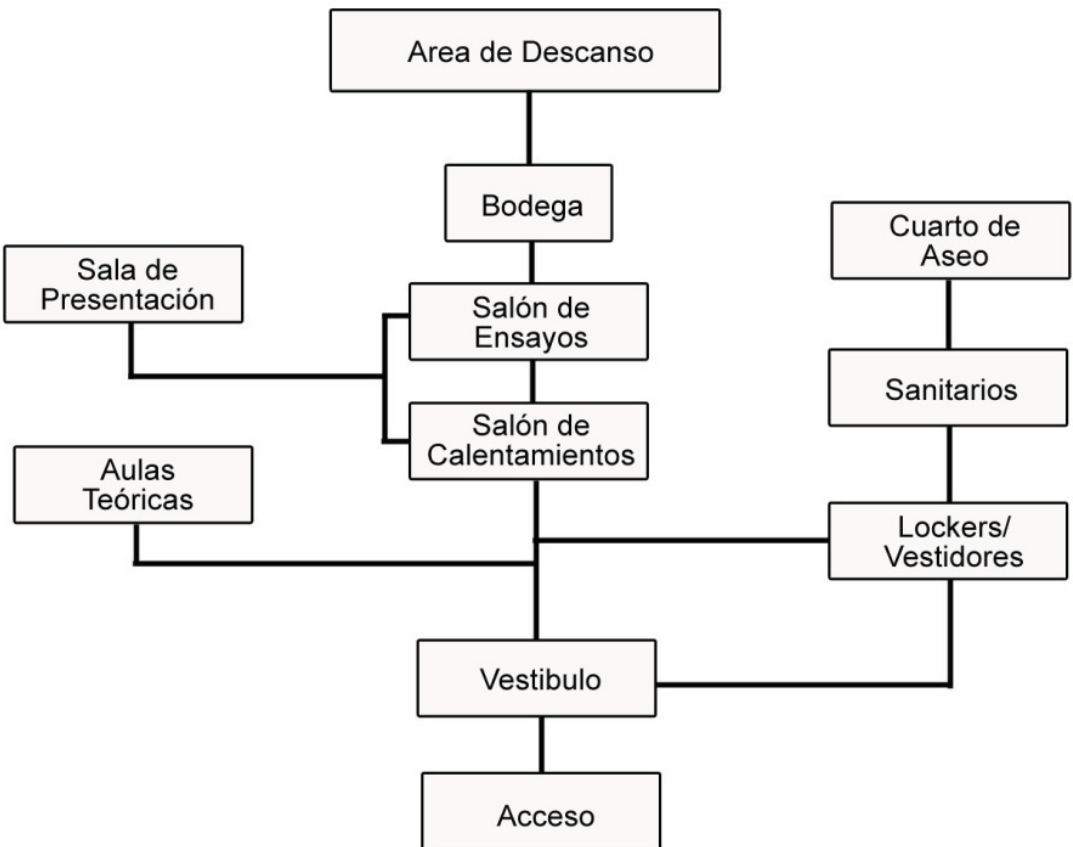 Area de Descanso
Bodega
Cuarto de
Aseo
Sala de
Presentación
Salón de
Ensayos
Sanitarios
Salón de
Calentamientos
Aulas
Teóricas
Lockers/
Vestidores
Vestibulo
Acceso